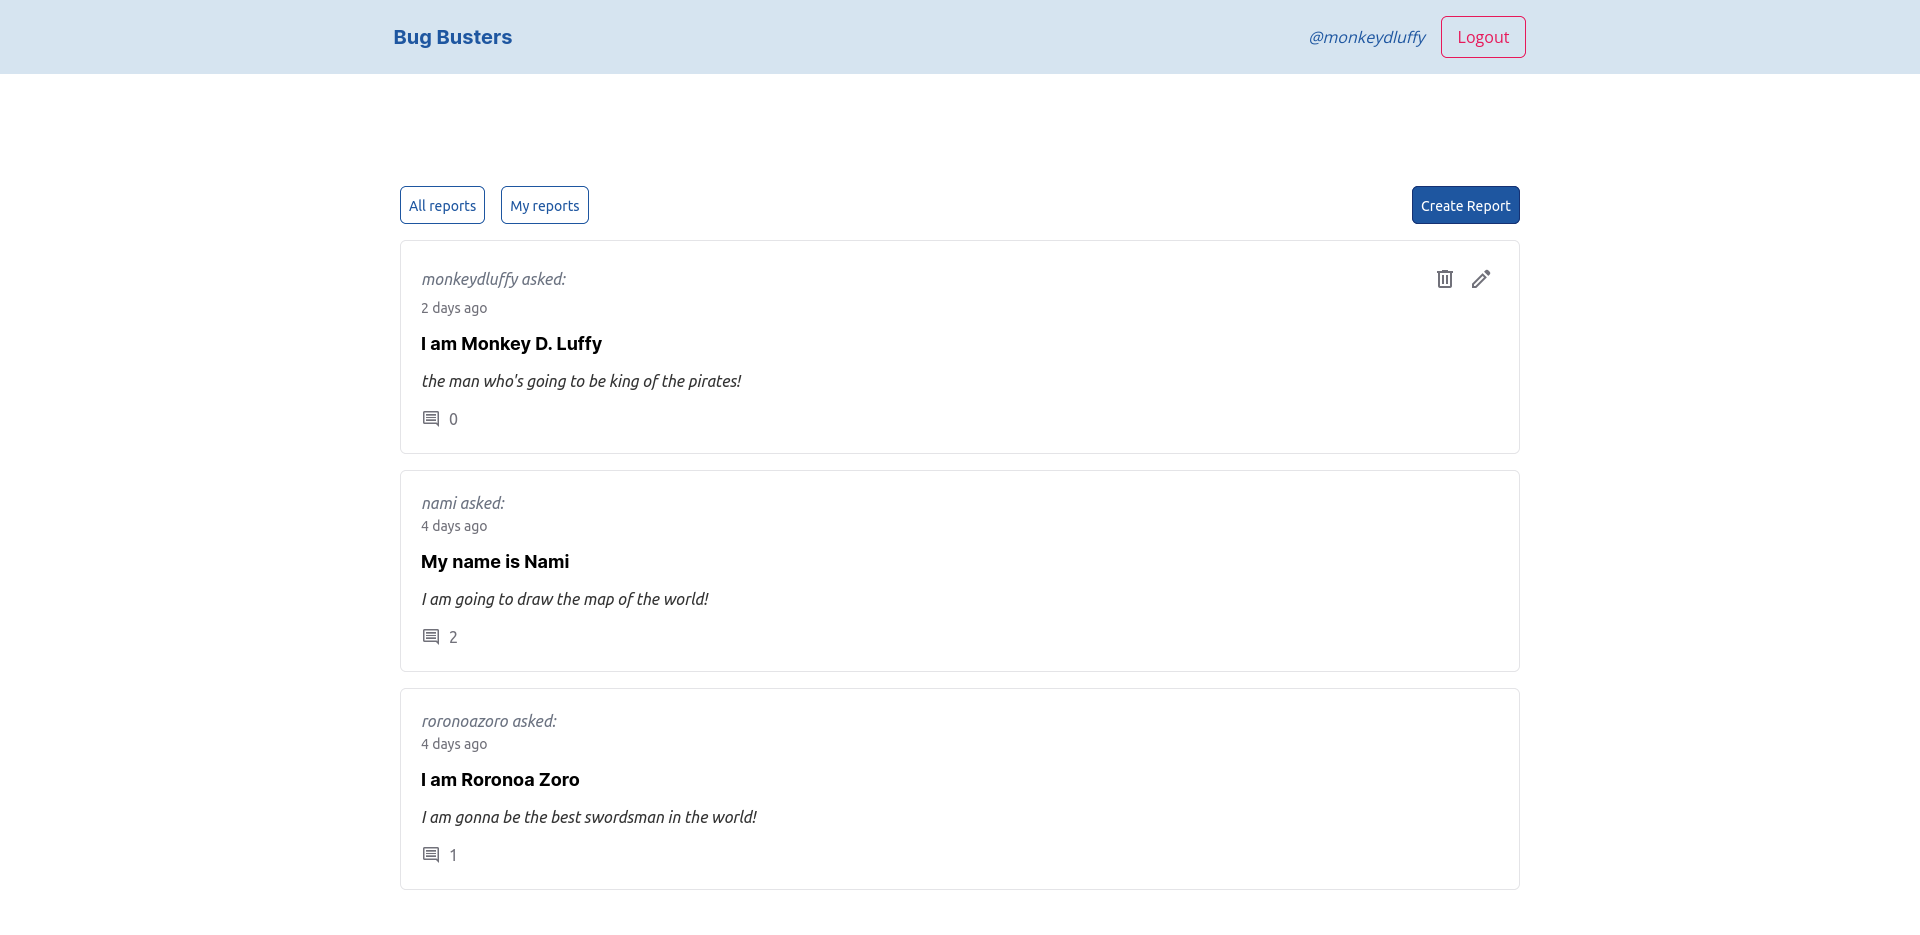 Bug Busters
@monkeydluffy
Logout
All reports
My reports
Create Report
monkeydluffy asked:
2 days ago
I am Monkey D. Luffy
the man who's going to be king of the pirates!
0
nami asked:
4 days ago
My name is Nami
I am going to draw the map of the world!
2
roronoazoro asked:
4 days ago
I am Roronoa Zoro
I am gonna be the best swordsman in the world!
1